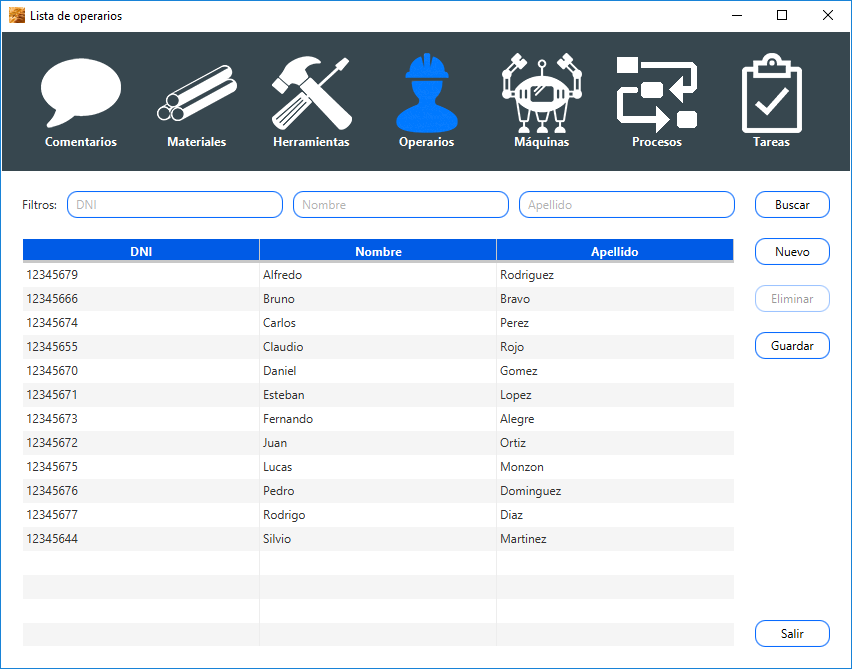 Lista de operarios
Comentarios Materiales Herramientas Operarios Máquinas Procesos Tareas
Filtros: DNI Nombre Apellido Buscar
DNI Nombre Apellido Nuevo
12345679 Alfredo Rodriguez
12345666 Bruno Bravo Eliminar
12345674 Carlos Perez
12345655 Claudio Rojo Guardar
12345670 Daniel Gomez
12345671 Esteban Lopez
12345673 Fernando Alegre
12345672 Juan Ortiz
12345675 Lucas Monzon
12345676 Pedro Dominguez
12345677 Rodrigo Diaz
12345644 Silvio Martinez
Salir